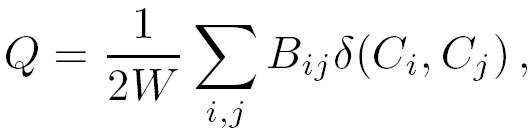 Q = \frac{1}{2W} \sum_{i,j} B_{ij} \delta(C_i, C_j) ,